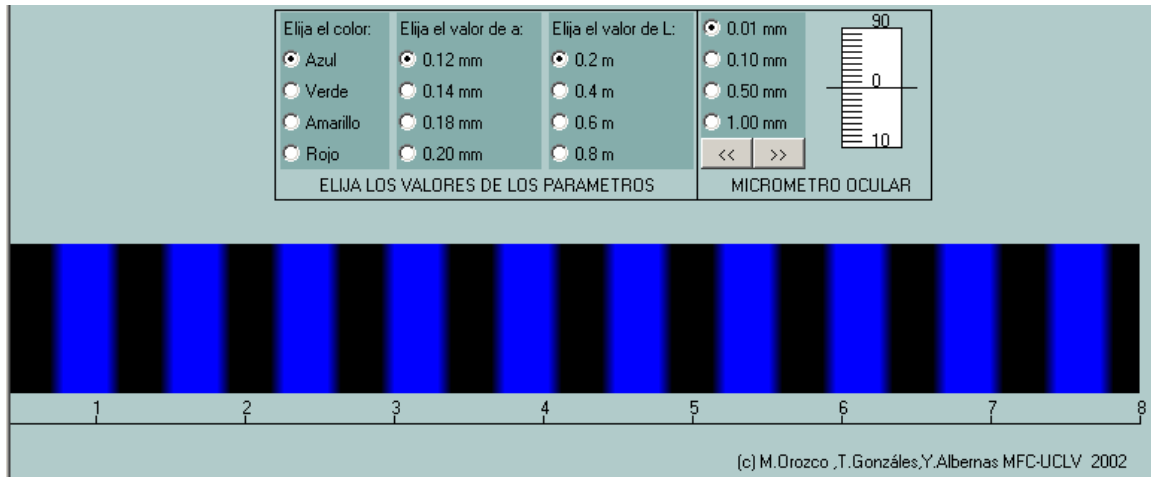 Elija el color: Elija el valor de a: Elija el valor de L: 0.01 mm 90
Azul 0.12 mm 0.2 m 0.10 mm 0
Verde 0.14 mm 0.4 m 0.50 mm
Amarillo 0.18 mm 0.6 m 1.00 mm 10
Rojo 0.20 mm 0.8 m << >>
ELIJA LOS VALORES DE LOS PARAMETROS MICROMETRO OCULAR
1 2 3 4 5 6 7 8
(c) M.Orozco ,T.Gonzáles,Y.Albernas MFC-UCLV 2002